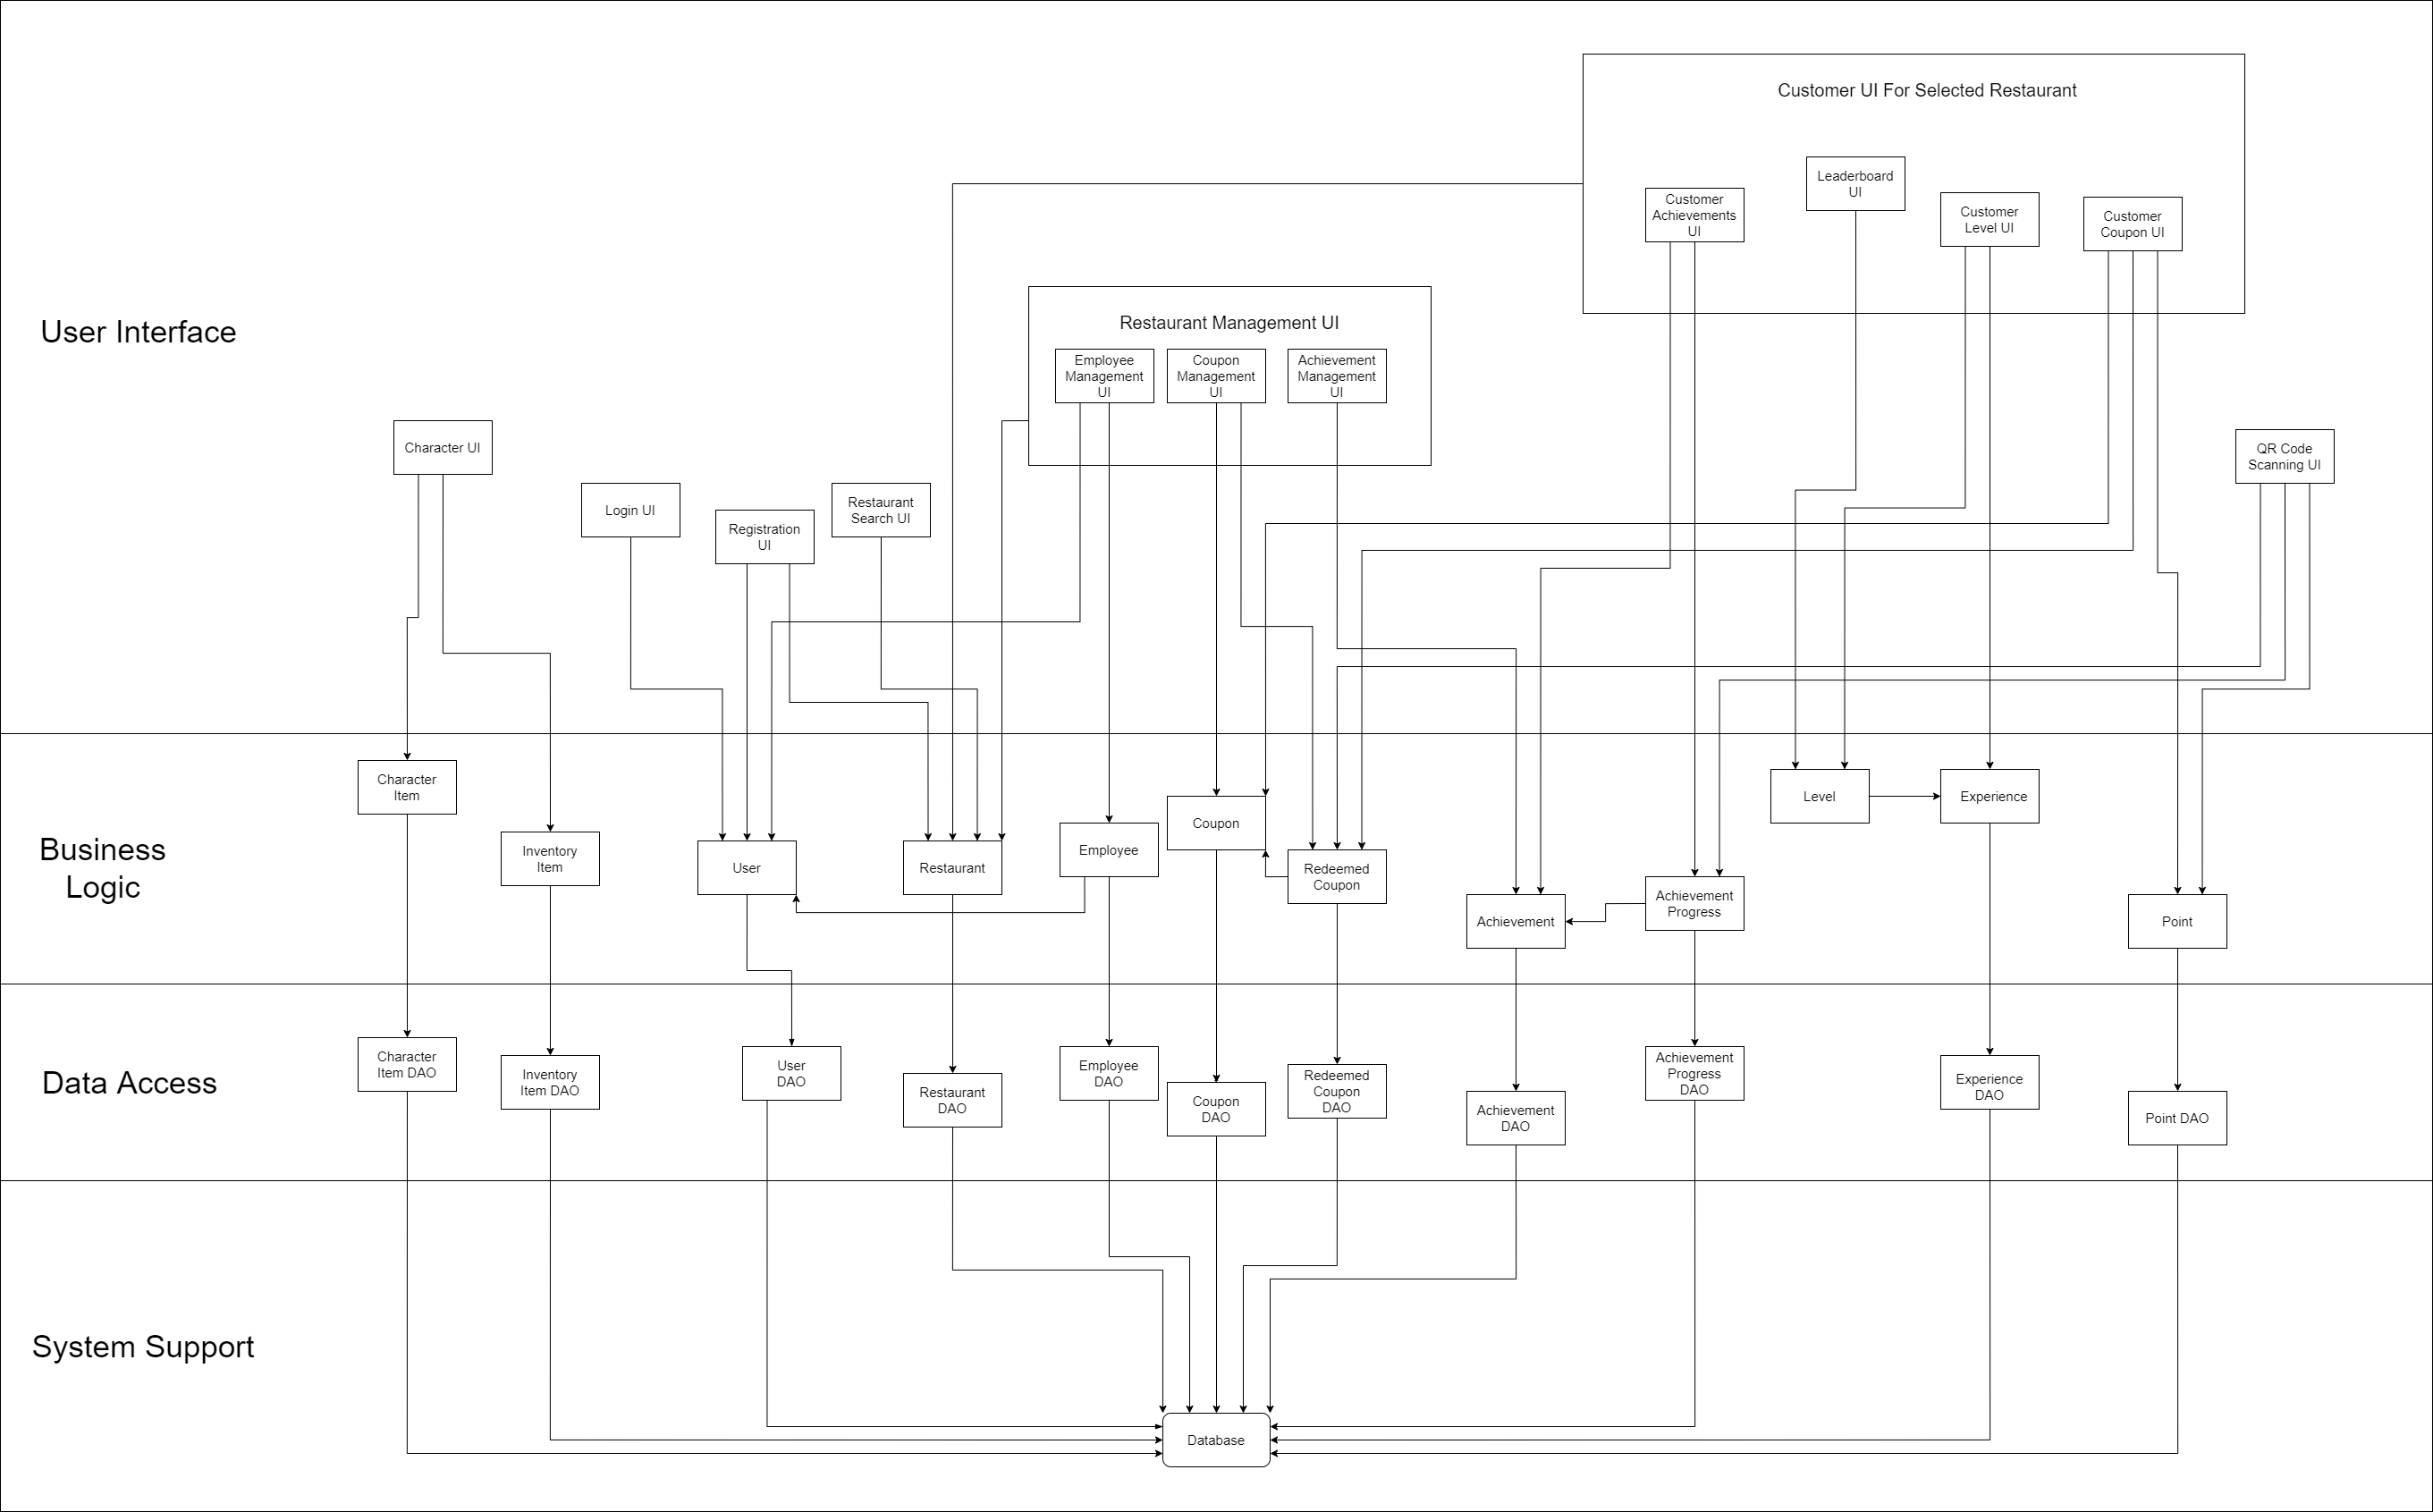 Customer UI For Selected Restaurant
Customer
Achievements
UI
Leaderboard
UI
Customer
Level UI
Customer
Coupon UI
User Interface
Restaurant Management UI
Employee
Management
UI
Coupon
Management
UI
Achievement
Management
UI
Character UI
Login UI
Registration
UI
Restaurant
Search UI
QR Code
Scanning UI
Business
Logic
Character
Item
Inventory
Item
User
Restaurant
Employee
Coupon
Redeemed
Coupon
Achievement
Achievement
Progress
Level
Experience
Point
Data Access
Character
Item DAO
Inventory
Item DAO
User
DAO
Restaurant
DAO
Employee
DAO
Coupon
DAO
Redeemed
Coupon
DAO
Achievement
DAO
Achievement
Progress
DAO
Experience
DAO
Point DAO
System Support
Database